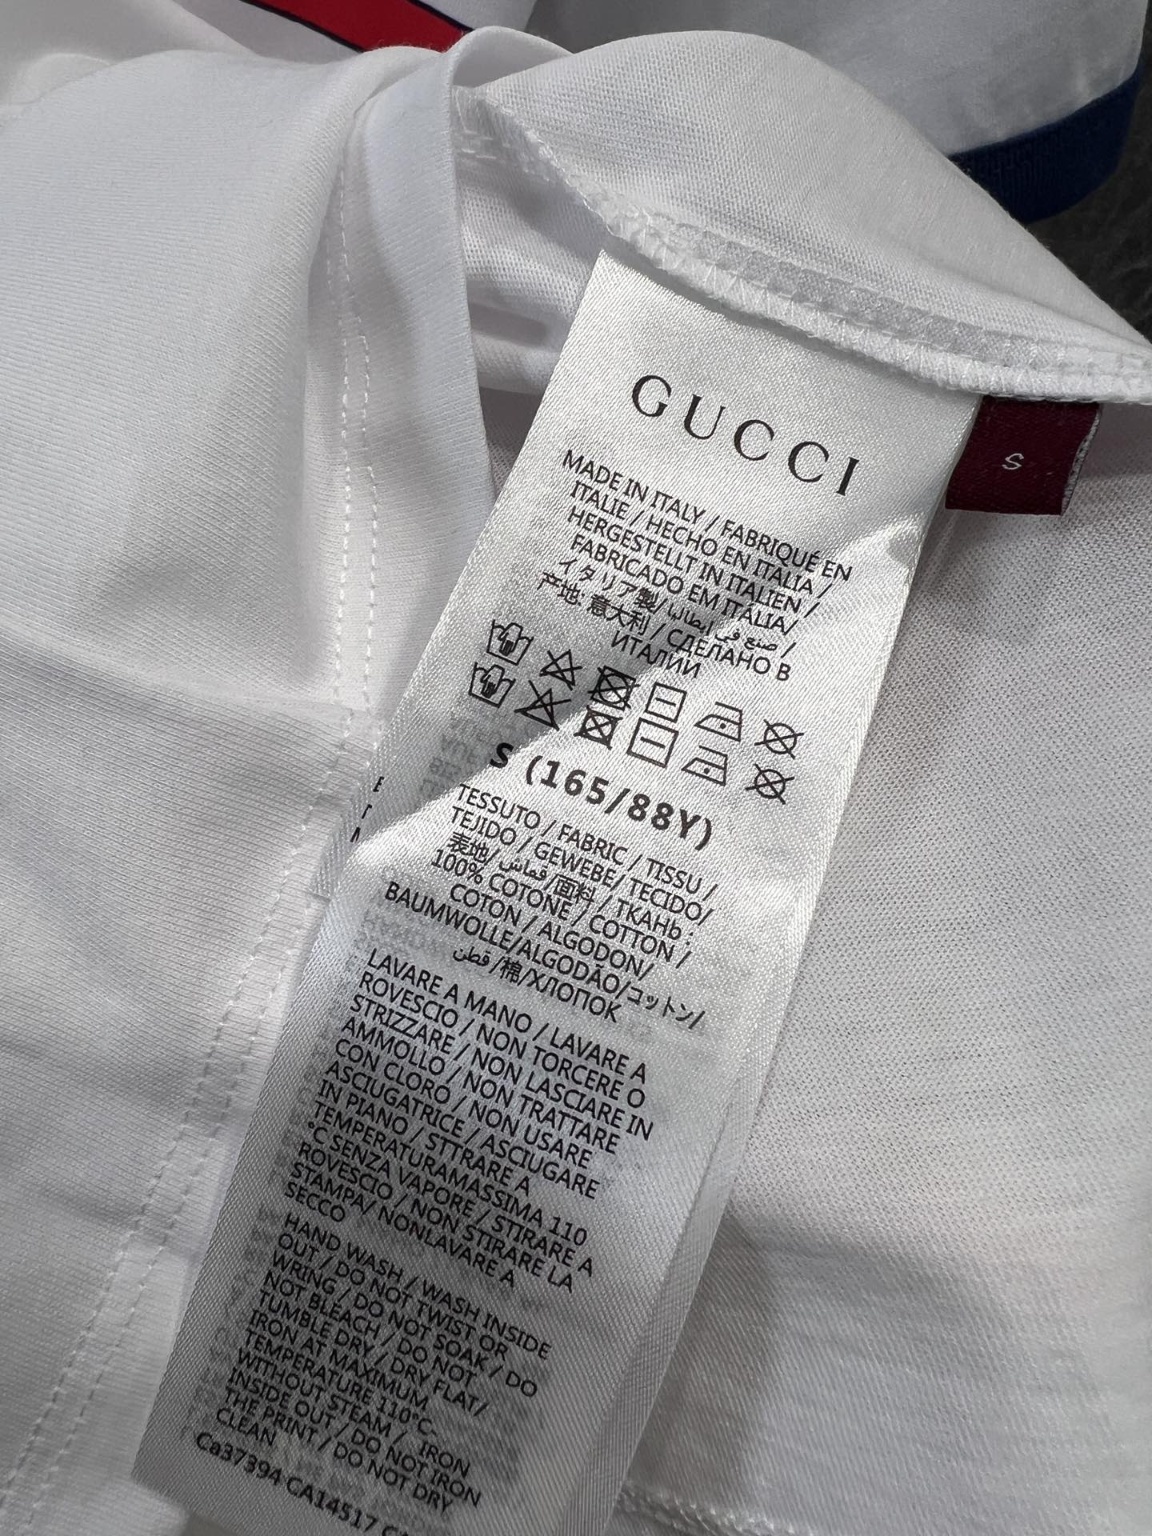 GUCCI
S
MADE IN ITALY / FABRIQUÉ EN
ITALIE / HECHO EN ITALIA /
HERGESTELLT IN ITALIEN /
FABRICADO EM ITÁLIA/
イタリア製/ صنع في إيطاليا /
产地: 意大利 / СДЕЛАНО В
ИТАЛИИ
S (165/88Y)
TESSUTO / FABRIC / TISSU /
TEJIDO / GEWEBE/ TECIDO/
表地/ قماش/面料 / ТКАНЬ :
100% COTONE / COTTON /
COTON / ALGODON/
BAUMWOLLE/ALGODÃO/コットン/
قطن /棉/ХЛОПОК
LAVARE A MANO / LAVARE A
ROVESCIO / NON TORCERE O
STRIZZARE / NON LASCIARE IN
AMMOLLO / NON TRATTARE
CON CLORO / NON USARE
ASCIUGATRICE / ASCIUGARE
IN PIANO / STTRARE A
TEMPERATURAMASSIMA 110
°C SENZA VAPORE / STIRARE A
ROVESCIO / NON STIRARE LA
STAMPA/ NONLAVARE A
SECCO
HAND WASH / WASH INSIDE
OUT / DO NOT TWIST OR
WRING / DO NOT SOAK / DO
NOT BLEACH / DO NOT
TUMBLE DRY / DRY FLAT/
IRON AT MAXIMUM
TEMPERATURE 110°C.
WITHOUT STEAM / IRON
INSIDE OUT / DO NOT IRON
THE PRINT / DO NOT DRY
CLEAN
Ca37394 CA14517